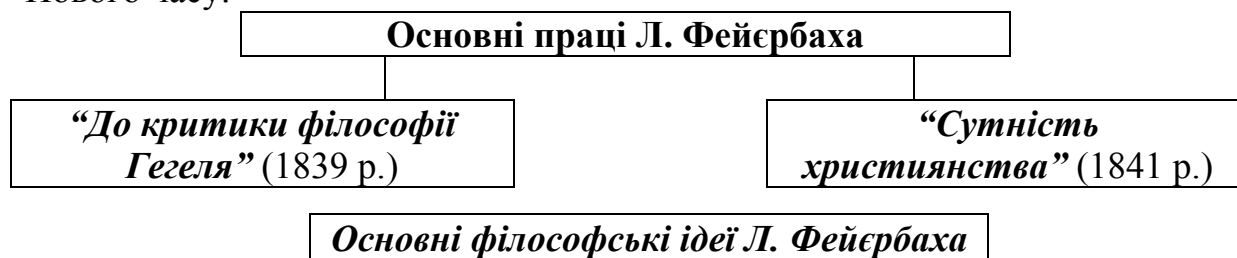 Основні праці Л. Фейєрбаха
“До критики філософії
Гегеля” (1839 р.)
“Сутність
християнства” (1841 р.)
Основні філософські ідеї Л. Фейєрбаха